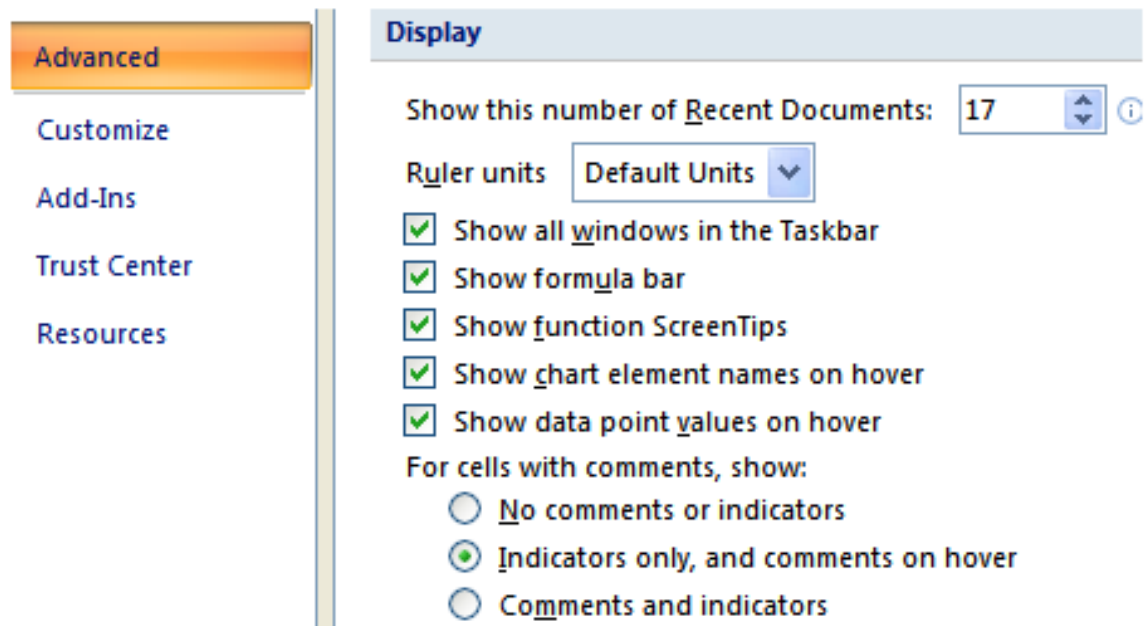 Advanced
Customize
Add-Ins
Trust Center
Resources
Display
Show this number of Recent Documents: 17
Ruler units Default Units
Show all windows in the Taskbar
Show formula bar
Show function ScreenTips
Show chart element names on hover
Show data point values on hover
For cells with comments, show:
No comments or indicators
Indicators only, and comments on hover
Comments and indicators